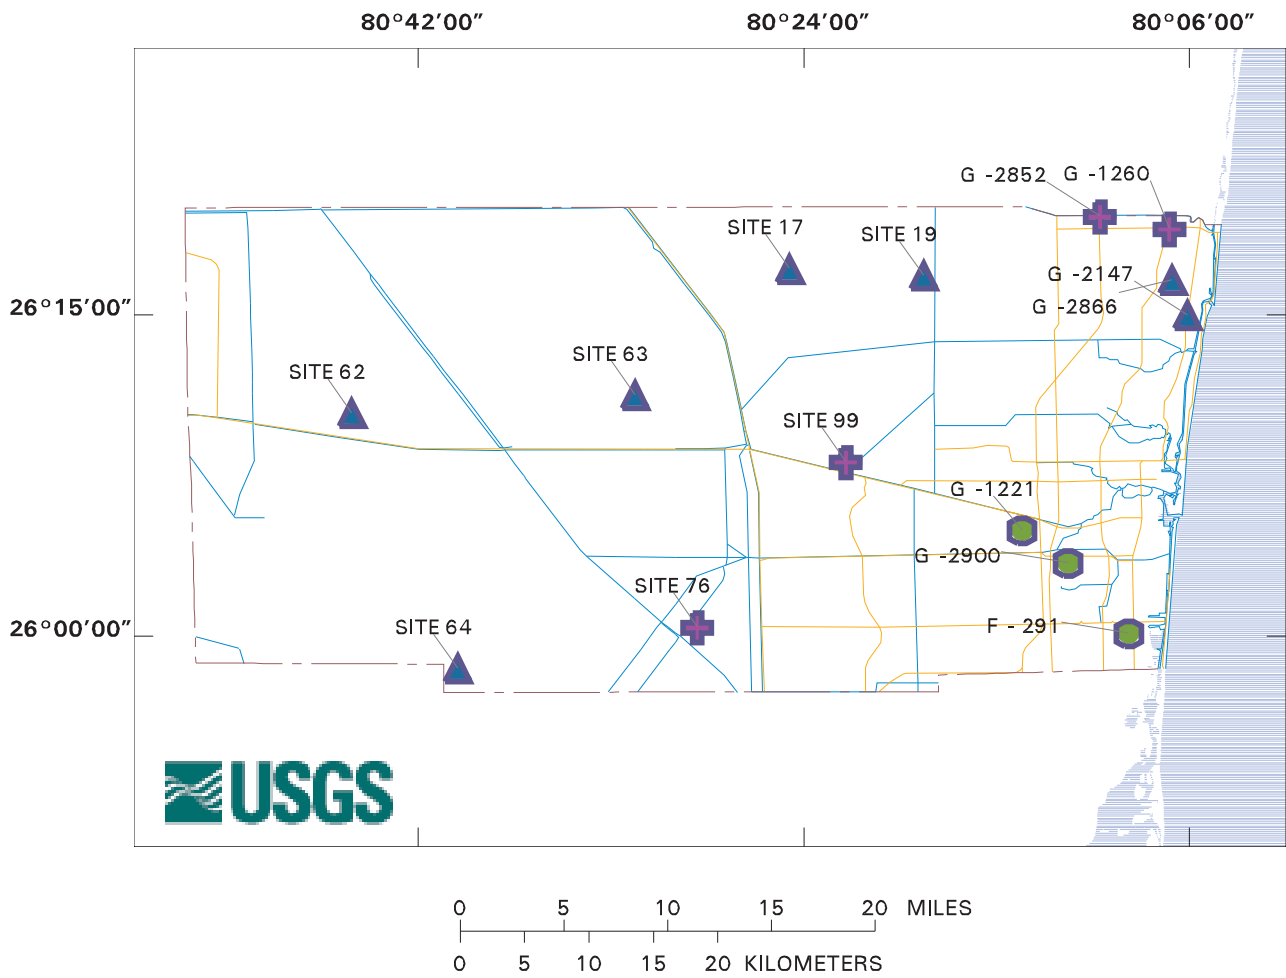 80°42’00” 80°24’00” 80°06’00”
G -2852 G -1260
SITE 17
SITE 19
G -2147
26°15’00”
G -2866
SITE 63
SITE 62
SITE 99
G -1221
G -2900
SITE 76
26°00’00”
SITE 64
F - 291
USGS
0 5 10 15 20 MILES
0 5 10 15 20 KILOMETERS